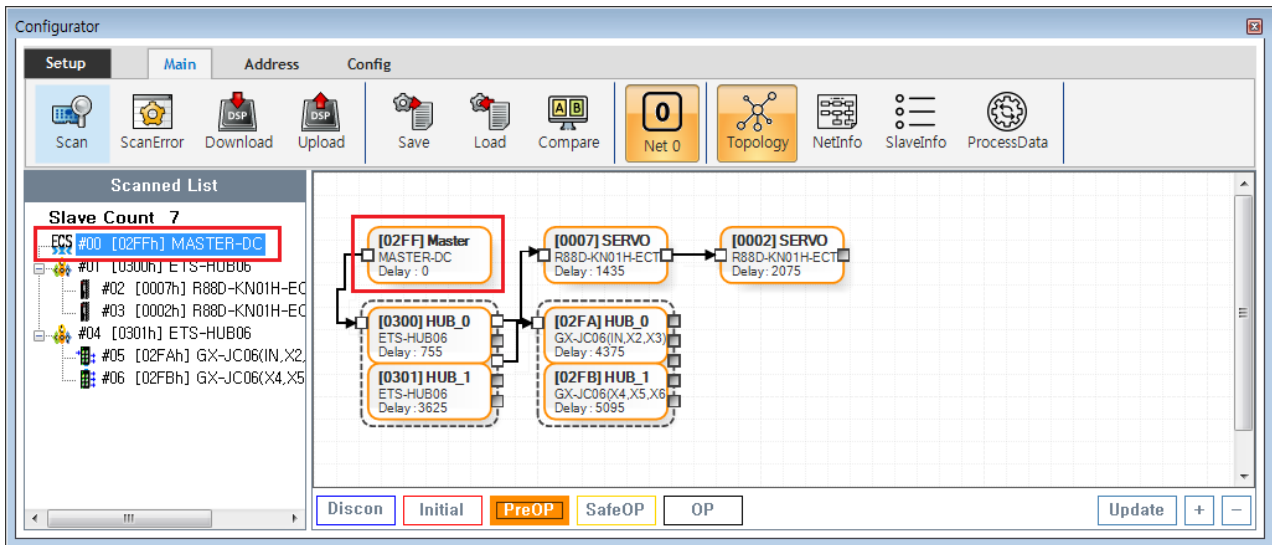 Configurator
Setup Main Address Config
Scan ScanError Download Upload Save Load Compare Net 0 Topology NetInfo SlaveInfo ProcessData
DSP DSP A B 0
Scanned List
Slave Count 7
ECS #00 [02FFh] MASTER-DC
#01 [0300h] ETS-HUB06
#02 [0007h] R88D-KN01H-EC
#03 [0002h] R88D-KN01H-EC
#04 [0301h] ETS-HUB06
#05 [02FAh] GX-JC06(IN,X2,
#06 [02FBh] GX-JC06(X4,X5
[02FF] Master
MASTER-DC
Delay : 0
[0007] SERVO
R88D-KN01H-ECT
Delay : 1435
[0002] SERVO
R88D-KN01H-ECT
Delay : 2075
[0300] HUB_0
ETS-HUB06
Delay : 755
[02FA] HUB_0
GX-JC06(IN,X2,X3)
Delay : 4375
[0301] HUB_1
ETS-HUB06
Delay : 3625
[02FB] HUB_1
GX-JC06(X4,X5,X6
Delay : 5095
Discon Initial PreOP SafeOP OP Update + −